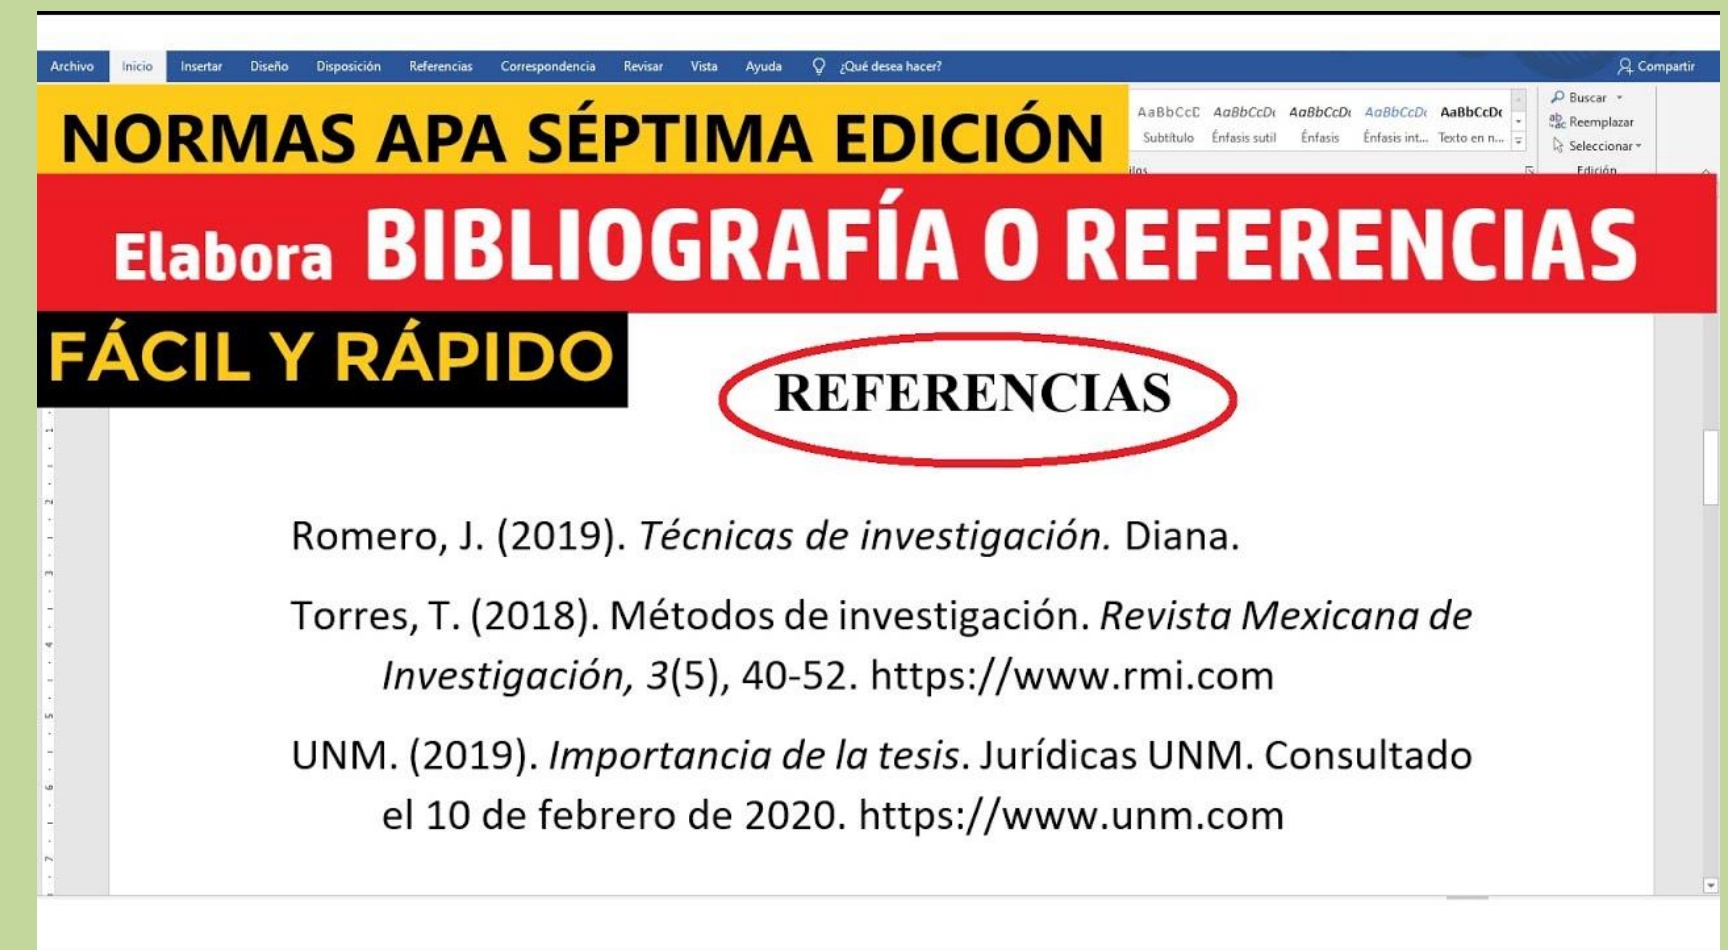 Archivo Inicio Insertar Diseño Disposición Referencias Correspondencia Revisar Vista Ayuda ¿Qué desea hacer? Compartir
NORMAS APA SÉPTIMA EDICIÓN
AaBbCcD AaBbCcDc AaBbCcDc AaBbCcDc AaBbCcDc
Subtítulo Énfasis sutil Énfasis Énfasis int... Texto en n...
Buscar
Reemplazar
Seleccionar
Edición
Elabora BIBLIOGRAFÍA O REFERENCIAS
FÁCIL Y RÁPIDO
REFERENCIAS
Romero, J. (2019). Técnicas de investigación. Diana.
Torres, T. (2018). Métodos de investigación. Revista Mexicana de
Investigación, 3(5), 40-52. https://www.rmi.com
UNM. (2019). Importancia de la tesis. Jurídicas UNM. Consultado
el 10 de febrero de 2020. https://www.unm.com